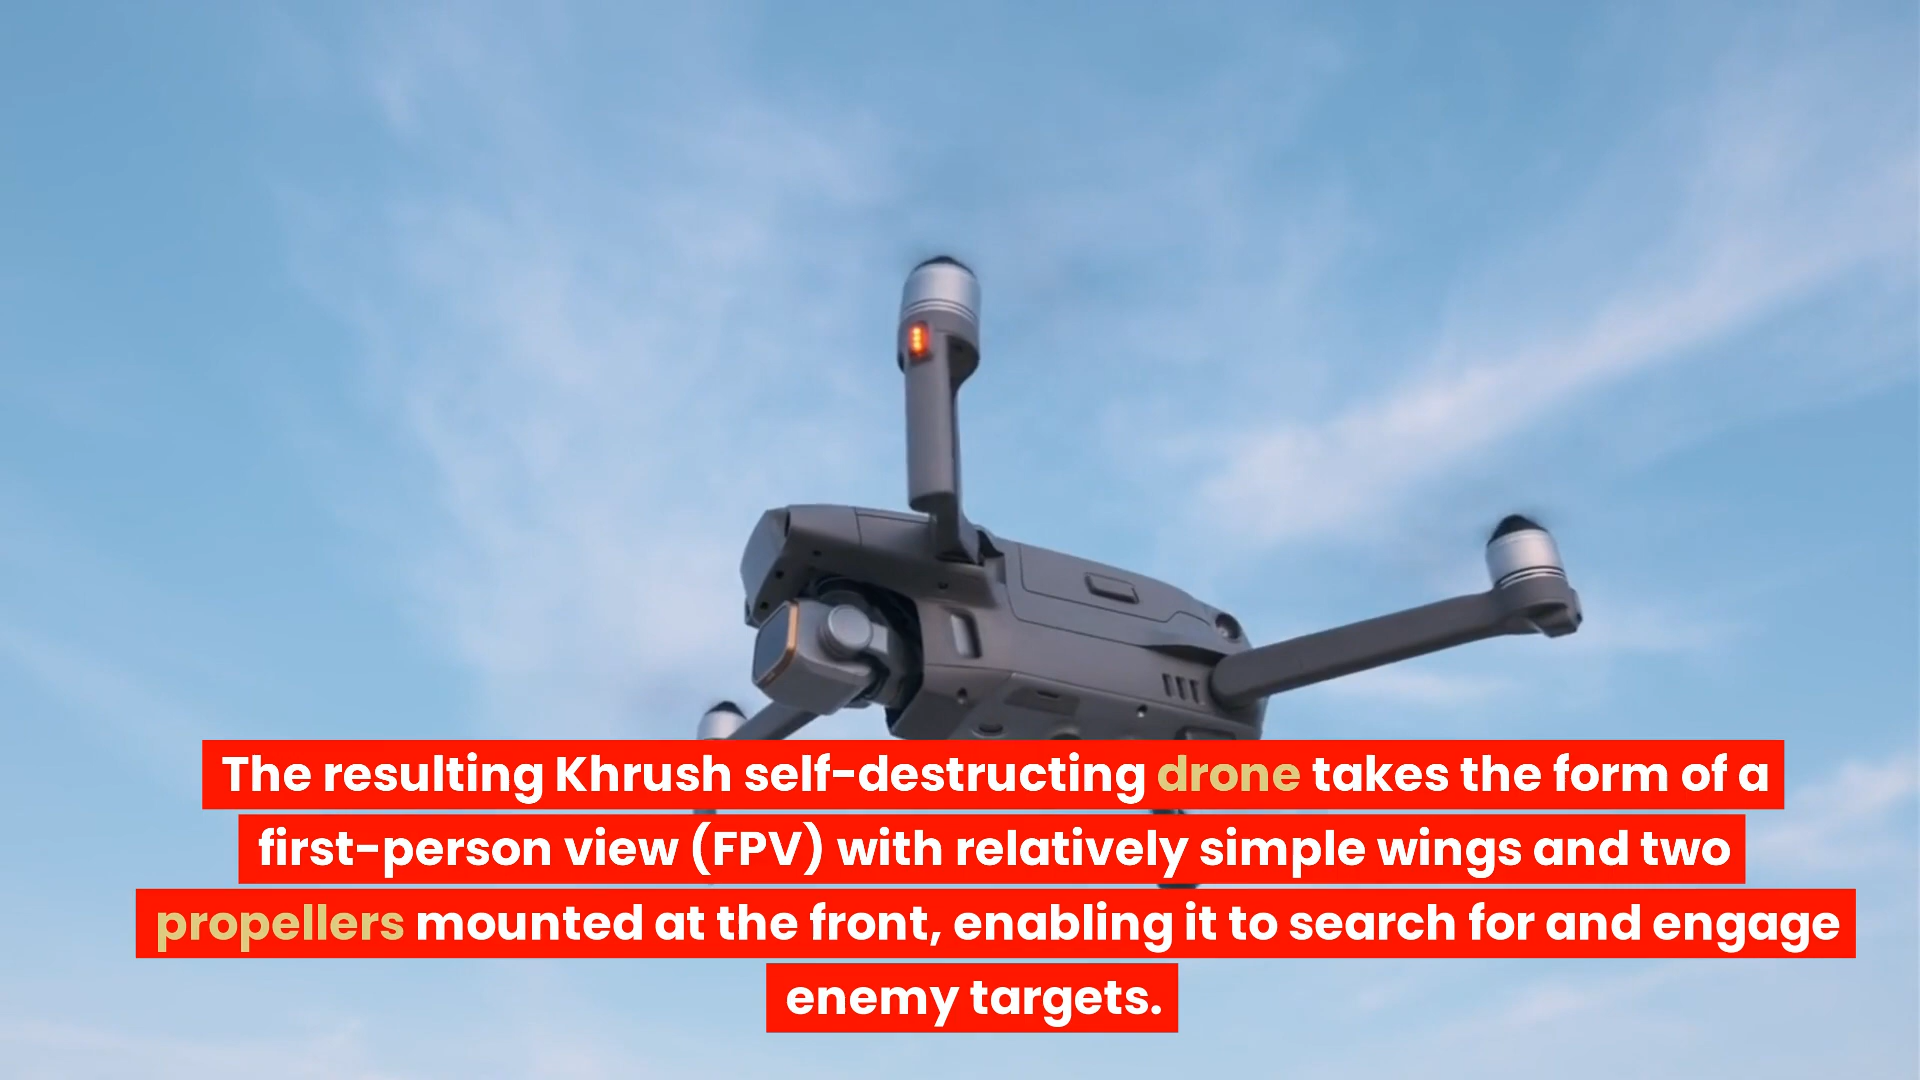 The resulting Khrush self-destructing drone takes the form of a
first-person view (FPV) with relatively simple wings and two
propellers mounted at the front, enabling it to search for and engage
enemy targets.